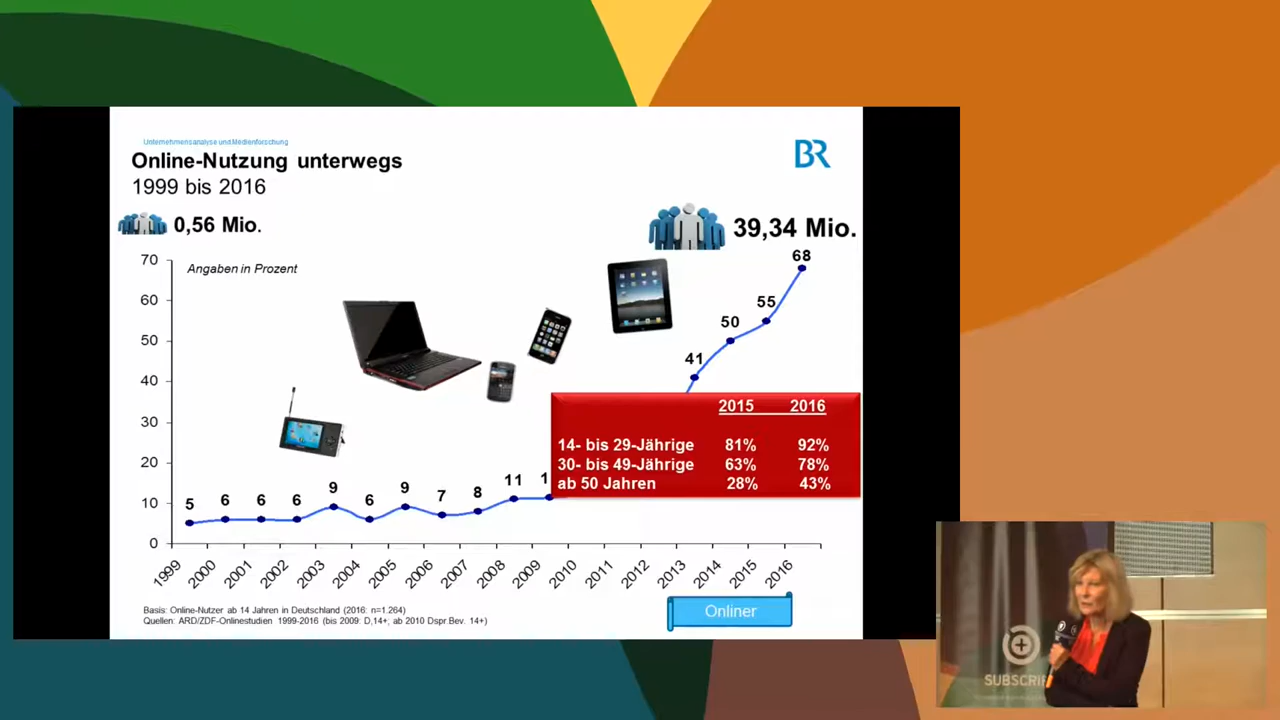 Unternehmensanalyse und Medienforschung
Online-Nutzung unterwegs
1999 bis 2016
BR
0,56 Mio.
39,34 Mio.
Angaben in Prozent
70
60
50
40
30
20
10
0
5
6
6
6
9
6
9
7
8
11
1
41
50
55
68
2015 2016
14- bis 29-Jährige 81% 92%
30- bis 49-Jährige 63% 78%
ab 50 Jahren 28% 43%
1999 2000 2001 2002 2003 2004 2005 2006 2007 2008 2009 2010 2011 2012 2013 2014 2015 2016
Basis: Online-Nutzer ab 14 Jahren in Deutschland (2016: n=1.264)
Quellen: ARD/ZDF-Onlinestudien 1999-2016 (bis 2009: D,14+, ab 2010 Dspr.Bev. 14+)
Onliner